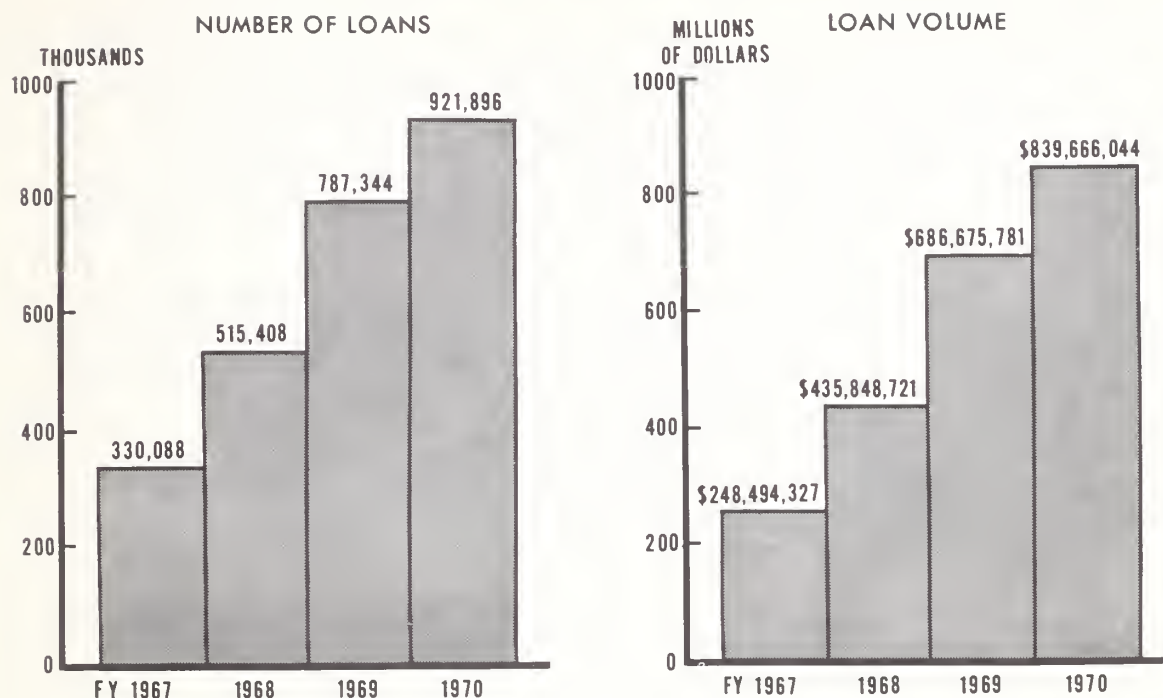 NUMBER OF LOANS
THOUSANDS
1000
800
600
400
200
0
330,088
515,408
787,344
921,896
FY 1967 1968 1969 1970
LOAN VOLUME
MILLIONS
OF DOLLARS
1000
800
600
400
200
0
$248,494,327
$435,848,721
$686,675,781
$839,666,044
FY 1967 1968 1969 1970